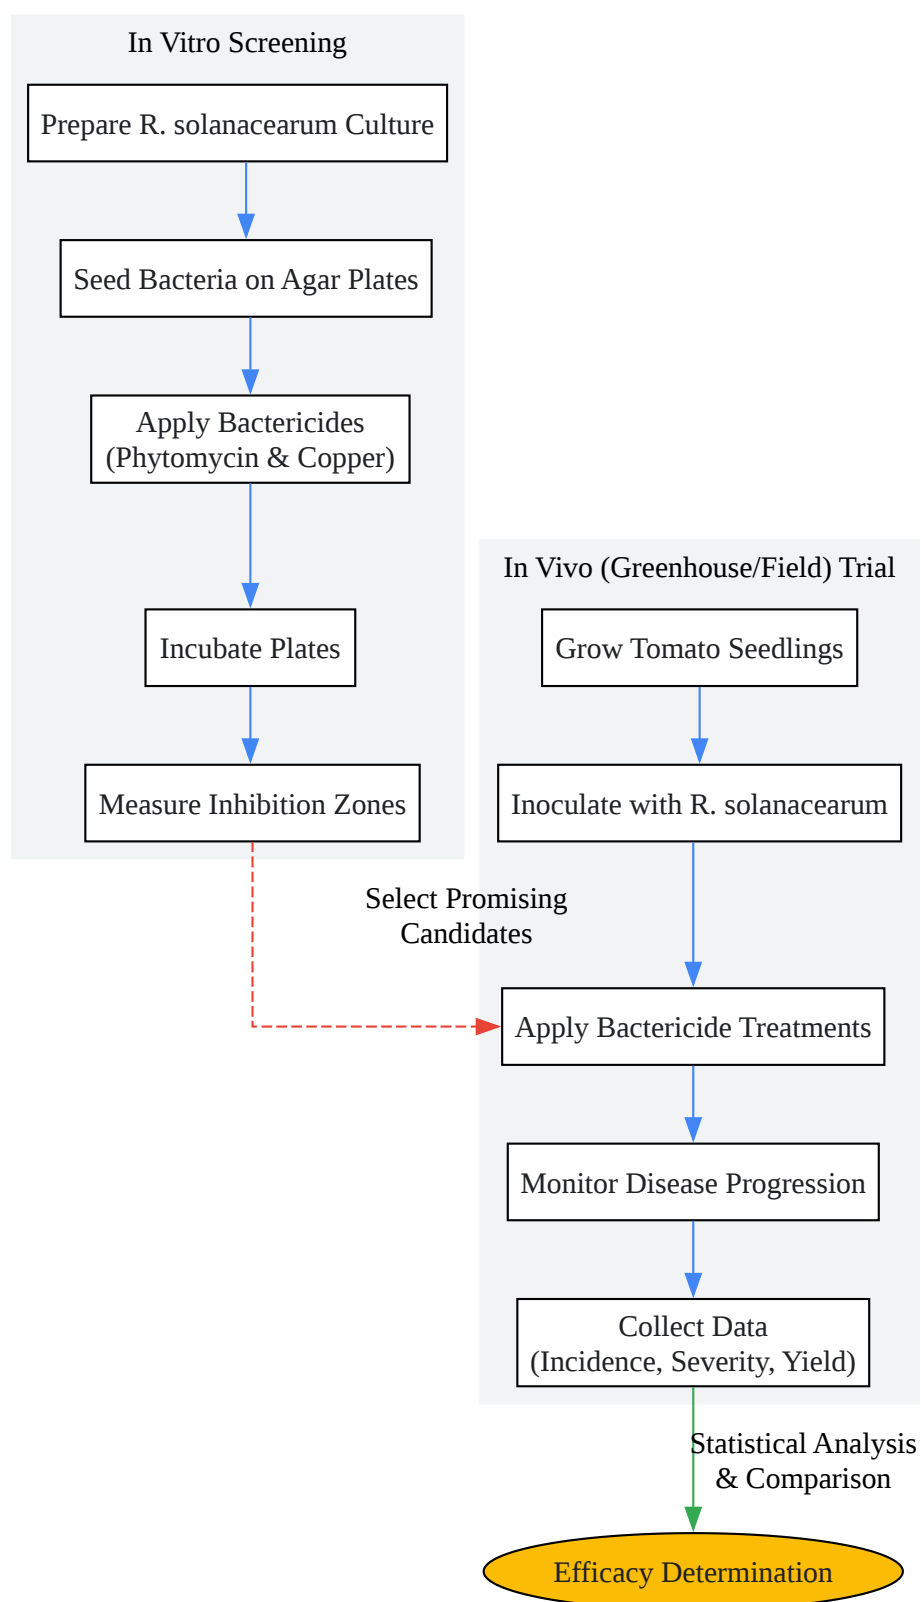 In Vitro Screening
Prepare R. solanacearum Culture
Seed Bacteria on Agar Plates
Apply Bactericides
(Phytomycin & Copper)
Incubate Plates
Measure Inhibition Zones
Select Promising
Candidates
In Vivo (Greenhouse/Field) Trial
Grow Tomato Seedlings
Inoculate with R. solanacearum
Apply Bactericide Treatments
Monitor Disease Progression
Collect Data
(Incidence, Severity, Yield)
Statistical Analysis
& Comparison
Efficacy Determination